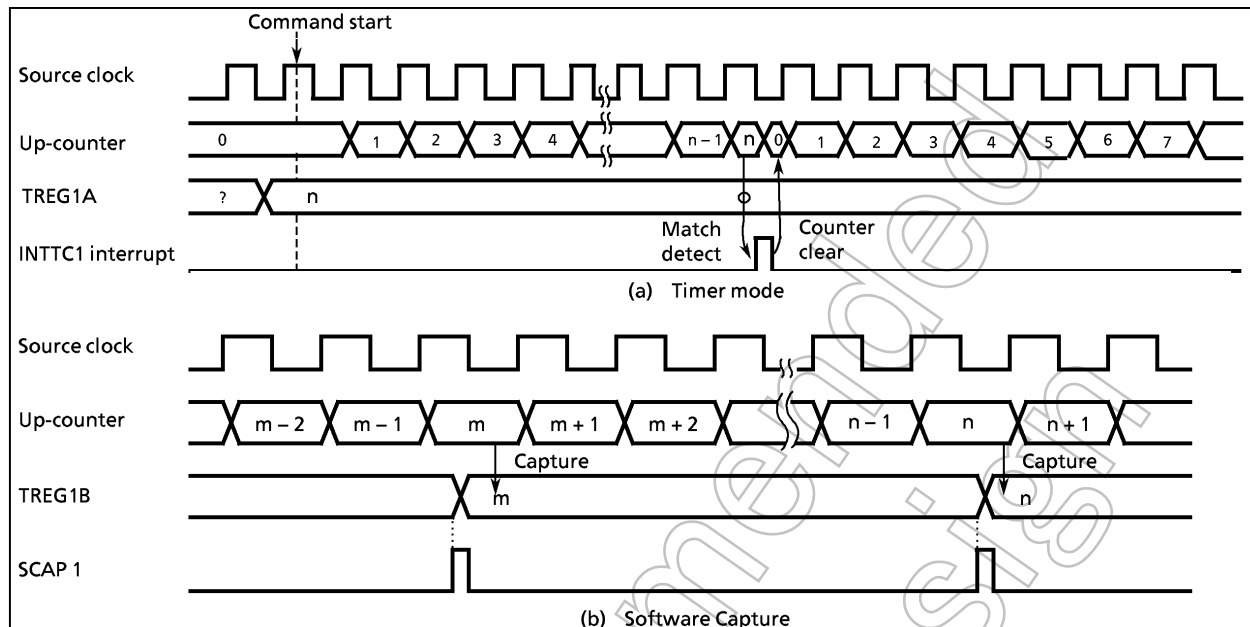 Command start
Source clock
Up-counter 0 1 2 3 4 n – 1 n 0 1 2 3 4 5 6 7
TREG1A ? n
Match detect
Counter clear
INTTC1 interrupt
(a) Timer mode
Source clock
Up-counter m – 2 m – 1 m m + 1 m + 2 n – 1 n n + 1
Capture Capture
TREG1B m n
SCAP 1
(b) Software Capture
mended
sign